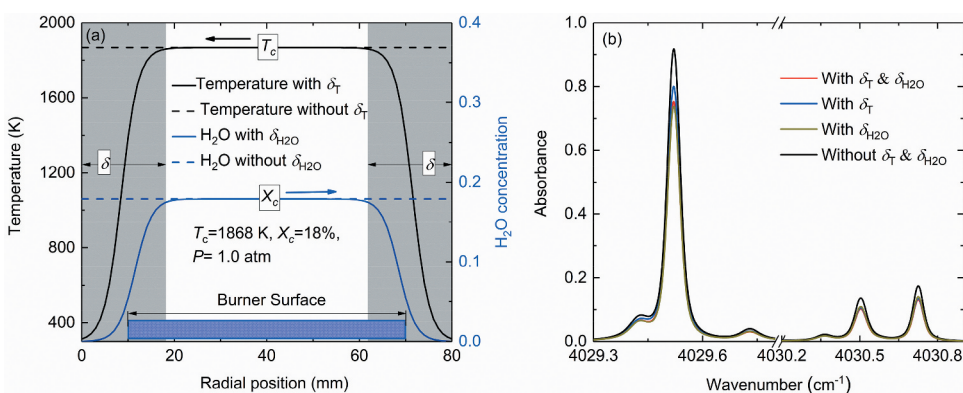 (a)
T_c
Temperature with δ_T
Temperature without δ_T
H₂O with δ_H2O
H₂O without δ_H2O
δ
δ
X_c
T_c=1868 K, X_c=18%,
P= 1.0 atm
Burner Surface
2000
1600
1200
800
400
Temperature (K)
0.4
0.3
0.2
0.1
0.0
H₂O concentration
0
20
40
60
80
Radial position (mm)
(b)
With δ_T & δ_H2O
With δ_T
With δ_H2O
Without δ_T & δ_H2O
1.0
0.8
0.6
0.4
0.2
0.0
Absorbance
4029.3
4029.6
4030.2
4030.5
4030.8
Wavenumber (cm⁻¹)